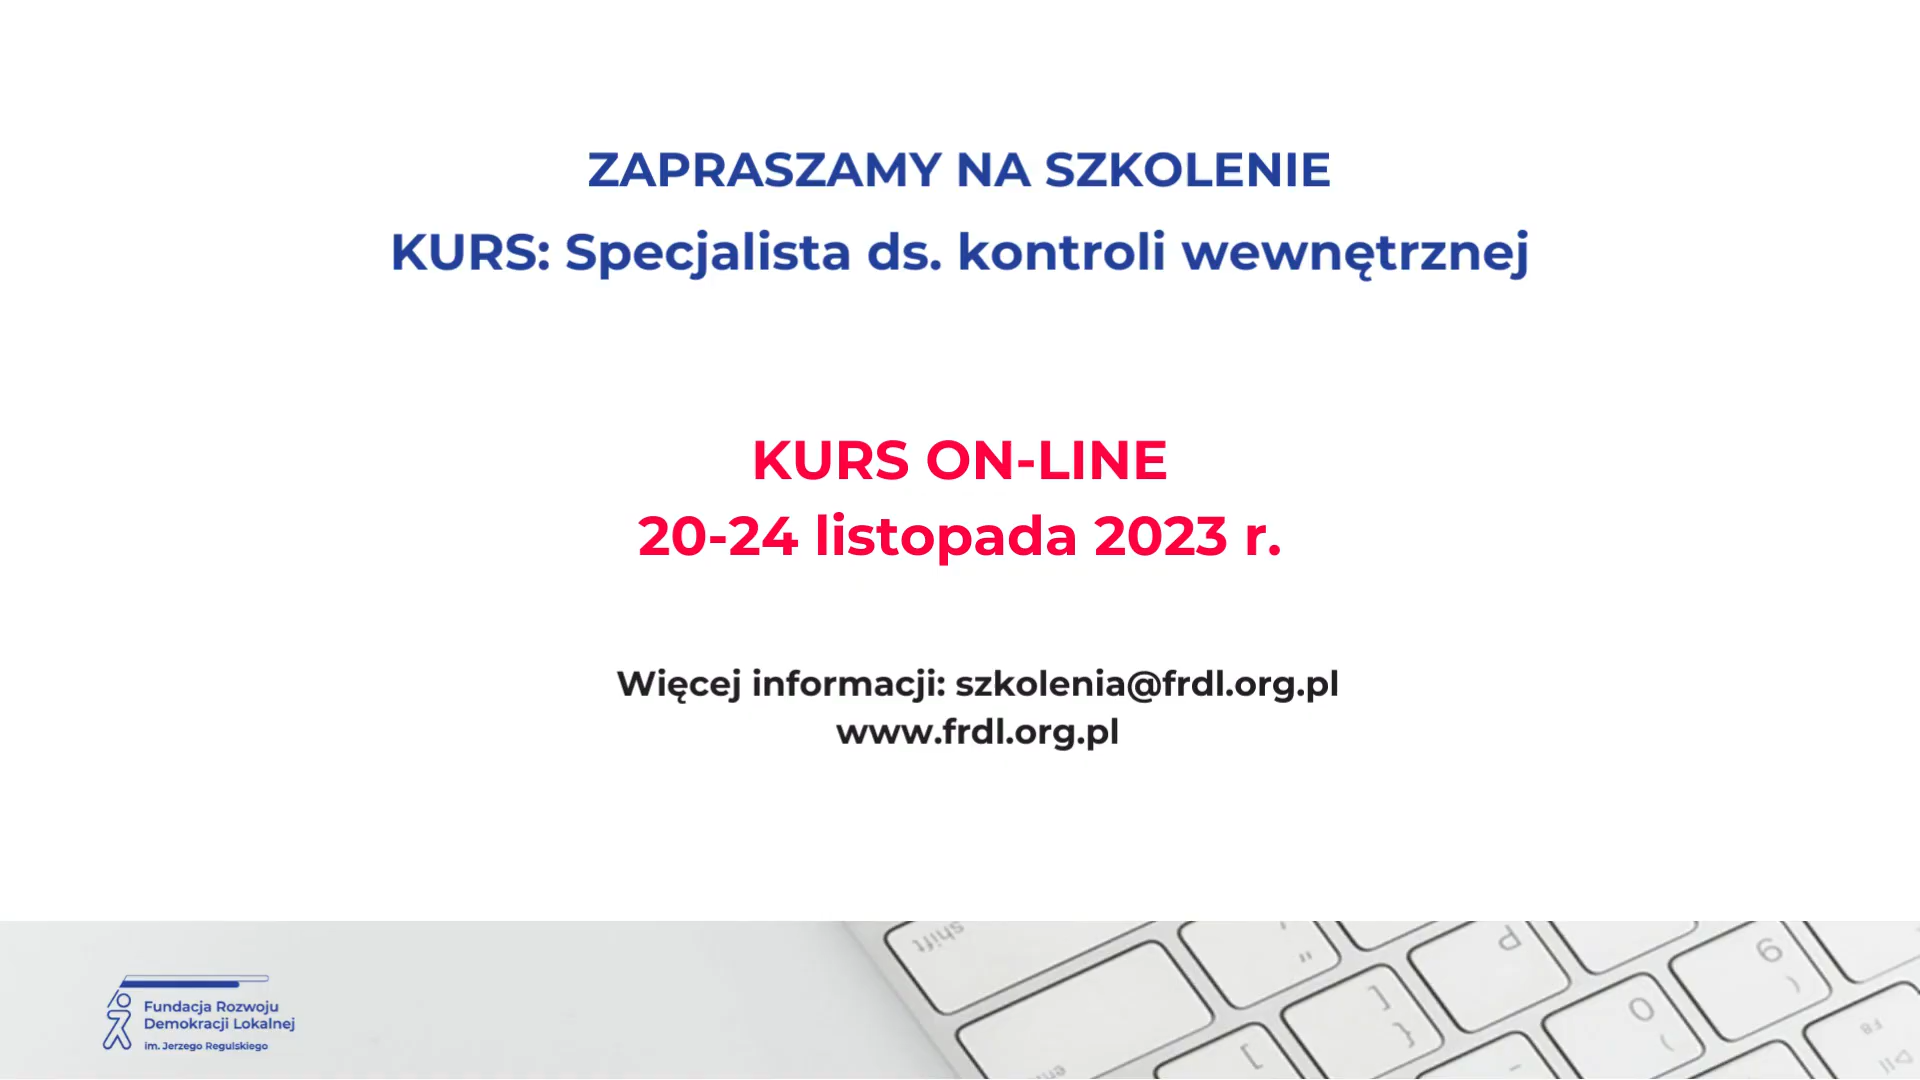 ZAPRASZAMY NA SZKOLENIE
KURS: Specjalista ds. kontroli wewnętrznej
KURS ON-LINE
20-24 listopada 2023 r.
Więcej informacji: szkolenia@frdl.org.pl
www.frdl.org.pl
Fundacja Rozwoju
Demokracji Lokalnej
im. Jerzego Regulskiego
shift
P